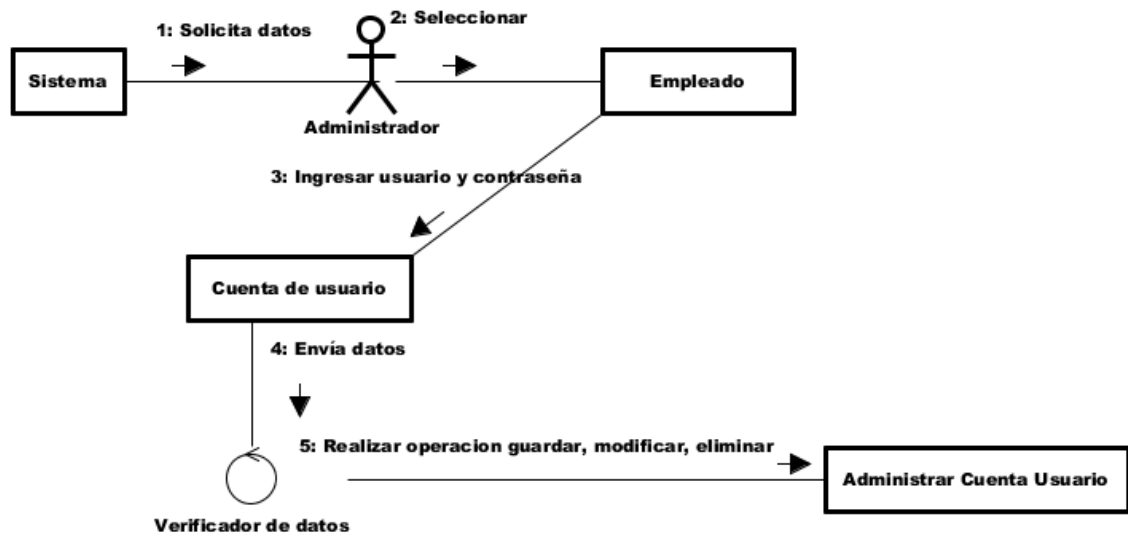 1: Solicita datos
2: Seleccionar
Sistema
Administrador
Empleado
3: Ingresar usuario y contraseña
Cuenta de usuario
4: Envía datos
5: Realizar operacion guardar, modificar, eliminar
Verificador de datos
Administrar Cuenta Usuario